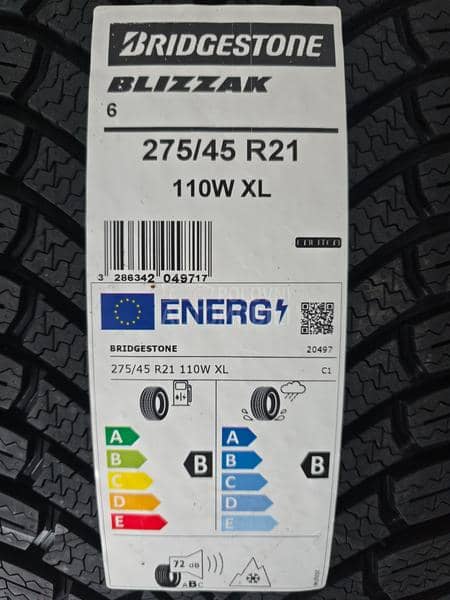 BRIDGESTONE
BLIZZAK
6
275/45 R21
110W XL
3 286342 049717
ENERG
BRIDGESTONE 20497
275/45 R21 110W XL C1
A A
B B B B
C C
D D
E E
72 dB
ABC